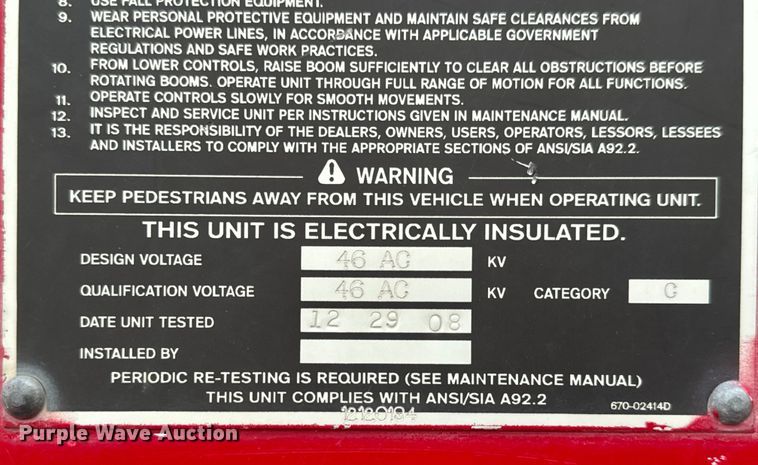 8. USE FALL PROTECTION EQUIPMENT.
9. WEAR PERSONAL PROTECTIVE EQUIPMENT AND MAINTAIN SAFE CLEARANCES FROM
ELECTRICAL POWER LINES, IN ACCORDANCE WITH APPLICABLE GOVERNMENT
REGULATIONS AND SAFE WORK PRACTICES.
10. FROM LOWER CONTROLS, RAISE BOOM SUFFICIENTLY TO CLEAR ALL OBSTRUCTIONS BEFORE
ROTATING BOOMS. OPERATE UNIT THROUGH FULL RANGE OF MOTION FOR ALL FUNCTIONS.
11. OPERATE CONTROLS SLOWLY FOR SMOOTH MOVEMENTS.
12. INSPECT AND SERVICE UNIT PER INSTRUCTIONS GIVEN IN MAINTENANCE MANUAL.
13. IT IS THE RESPONSIBILITY OF THE DEALERS, OWNERS, USERS, OPERATORS, LESSORS, LESSEES
AND INSTALLERS TO COMPLY WITH THE APPROPRIATE SECTIONS OF ANSI/SIA A92.2.
WARNING
KEEP PEDESTRIANS AWAY FROM THIS VEHICLE WHEN OPERATING UNIT.
THIS UNIT IS ELECTRICALLY INSULATED.
DESIGN VOLTAGE 46 AC KV
QUALIFICATION VOLTAGE 46 AC KV CATEGORY C
DATE UNIT TESTED 12 29 08
INSTALLED BY
PERIODIC RE-TESTING IS REQUIRED (SEE MAINTENANCE MANUAL)
THIS UNIT COMPLIES WITH ANSI/SIA A92.2
670-02414D
Purple Wave Auction